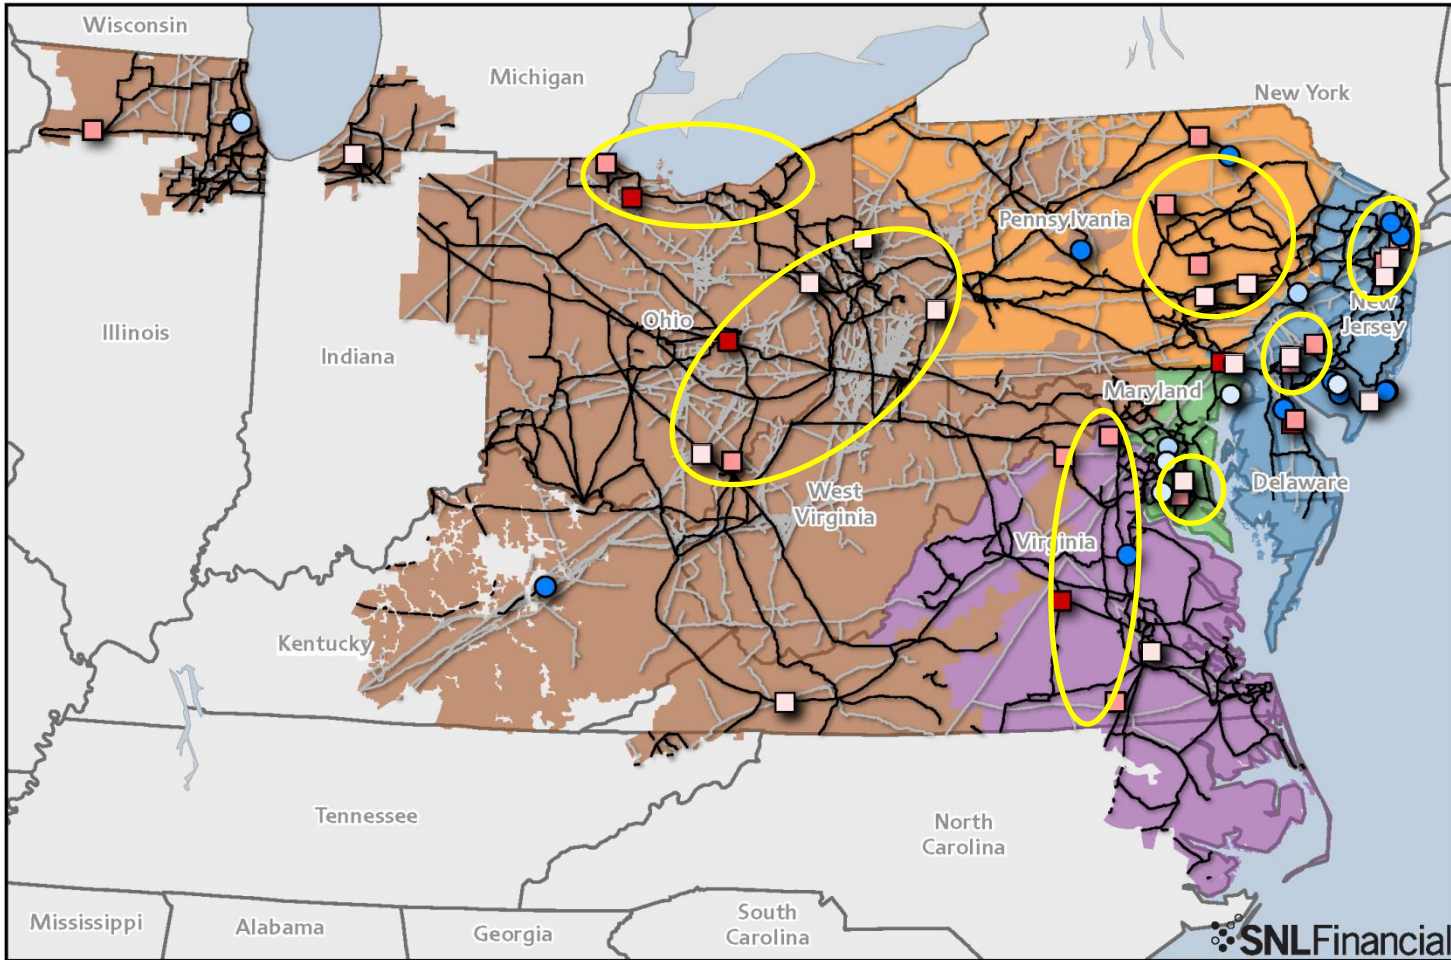 Wisconsin
Michigan
New York
Pennsylvania
Illinois
Indiana
Ohio
New
Jersey
Maryland
West
Virginia
Delaware
Virginia
Kentucky
Tennessee
North
Carolina
Mississippi
Alabama
Georgia
South
Carolina
SNLFinancial